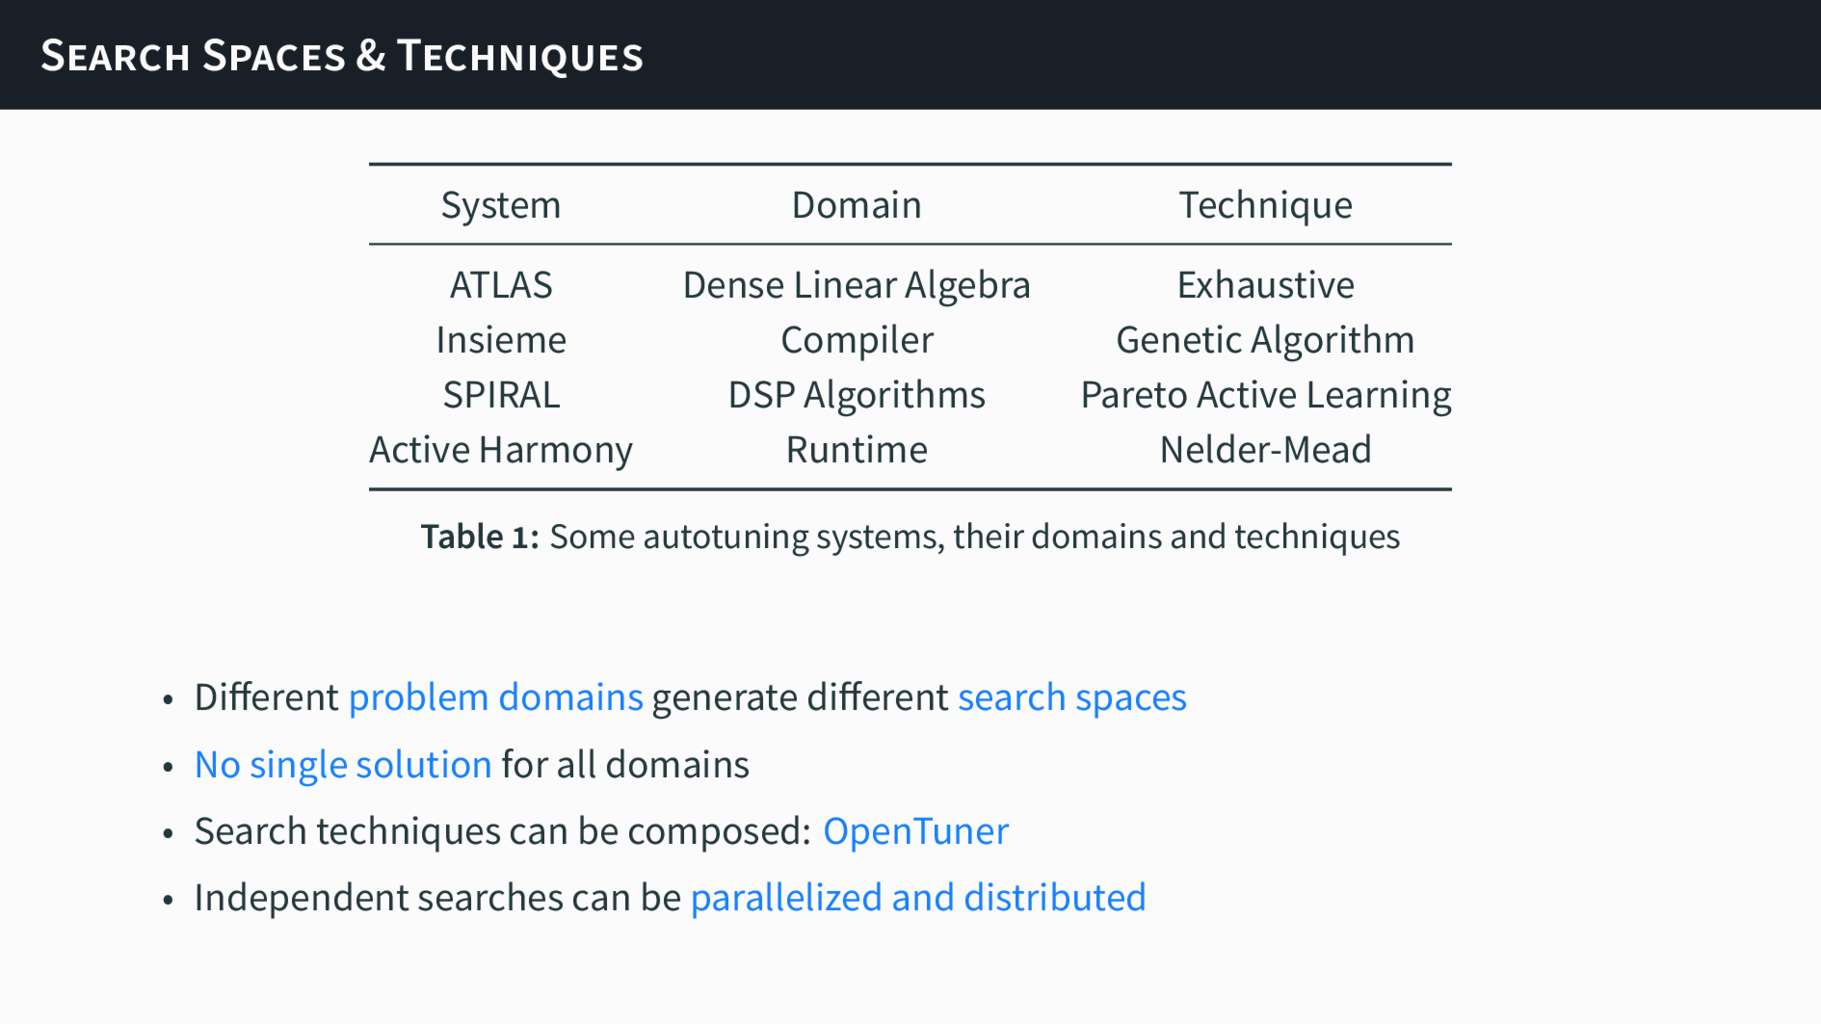 Search Spaces & Techniques
System Domain Technique
ATLAS Dense Linear Algebra Exhaustive
Insieme Compiler Genetic Algorithm
SPIRAL DSP Algorithms Pareto Active Learning
Active Harmony Runtime Nelder-Mead
Table 1: Some autotuning systems, their domains and techniques
• Different problem domains generate different search spaces
• No single solution for all domains
• Search techniques can be composed: OpenTuner
• Independent searches can be parallelized and distributed